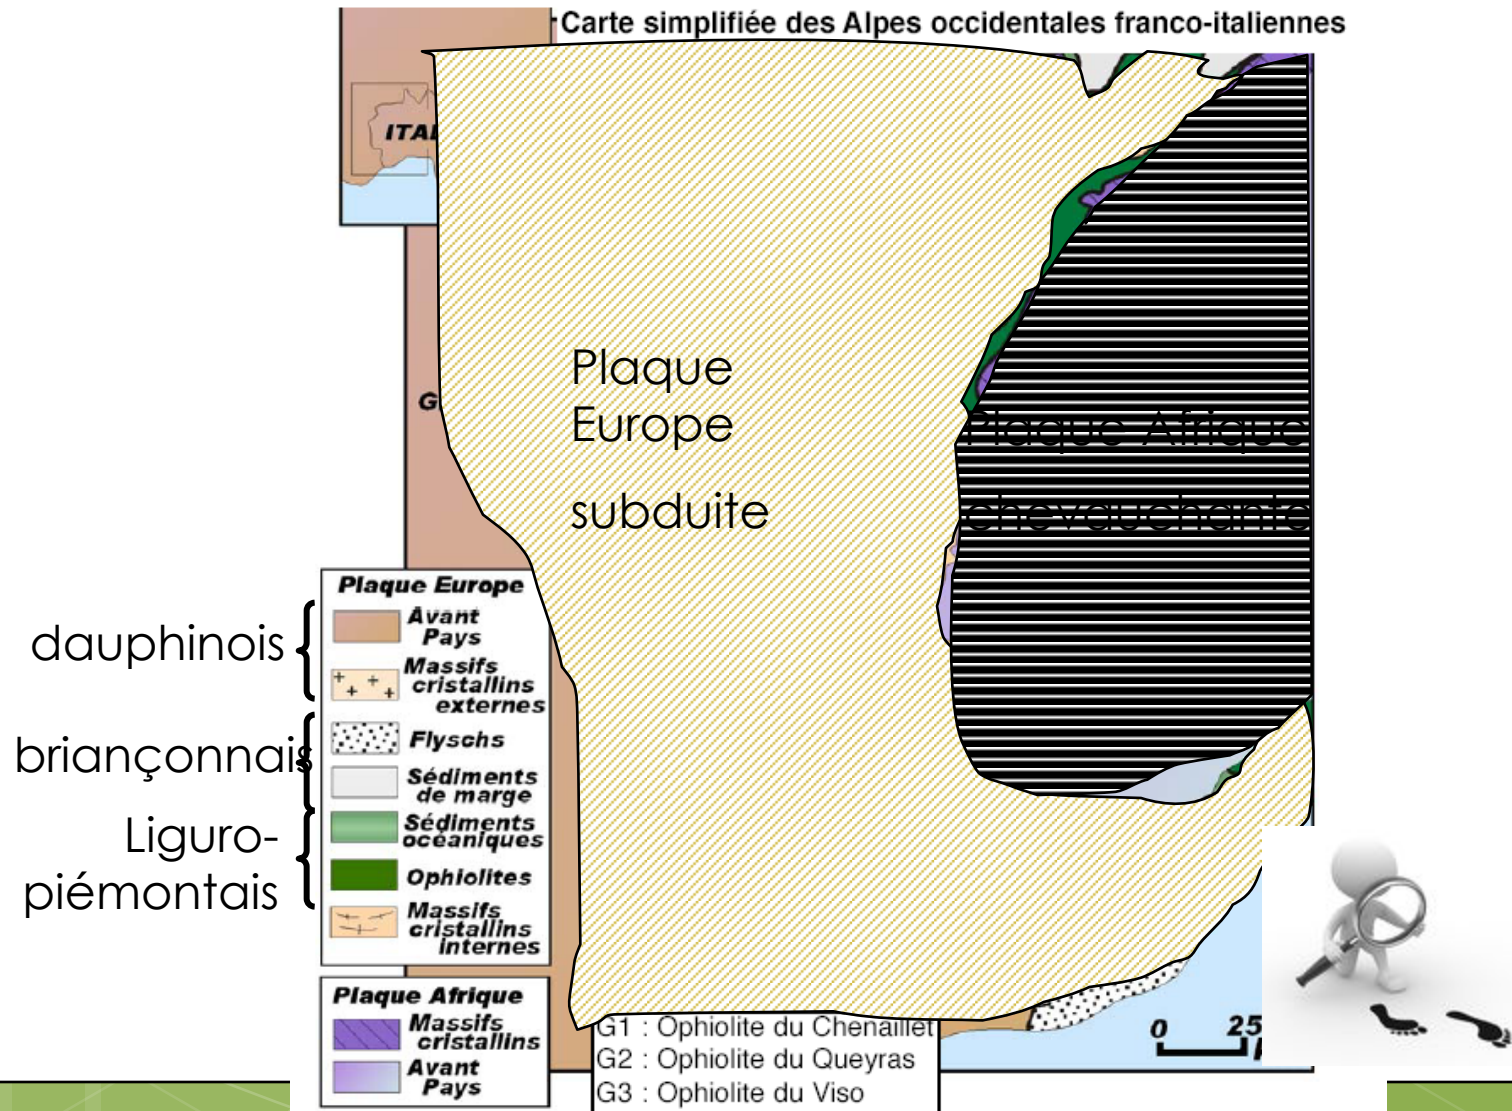 Carte simplifiée des Alpes occidentales franco-italiennes
G
Plaque
Europe
subduite
Plaque Afrique
chevauchante
Plaque Europe
Avant
Pays
Massifs
cristallins
externes
Flyschs
Sédiments
de marge
Sédiments
océaniques
Ophiolites
Massifs
cristallins
internes
dauphinois
briançonnais
Liguro-
piémontais
Plaque Afrique
Massifs
cristallins
Avant
Pays
G1 : Ophiolite du Chenaillet
G2 : Ophiolite du Queyras
G3 : Ophiolite du Viso
0 25